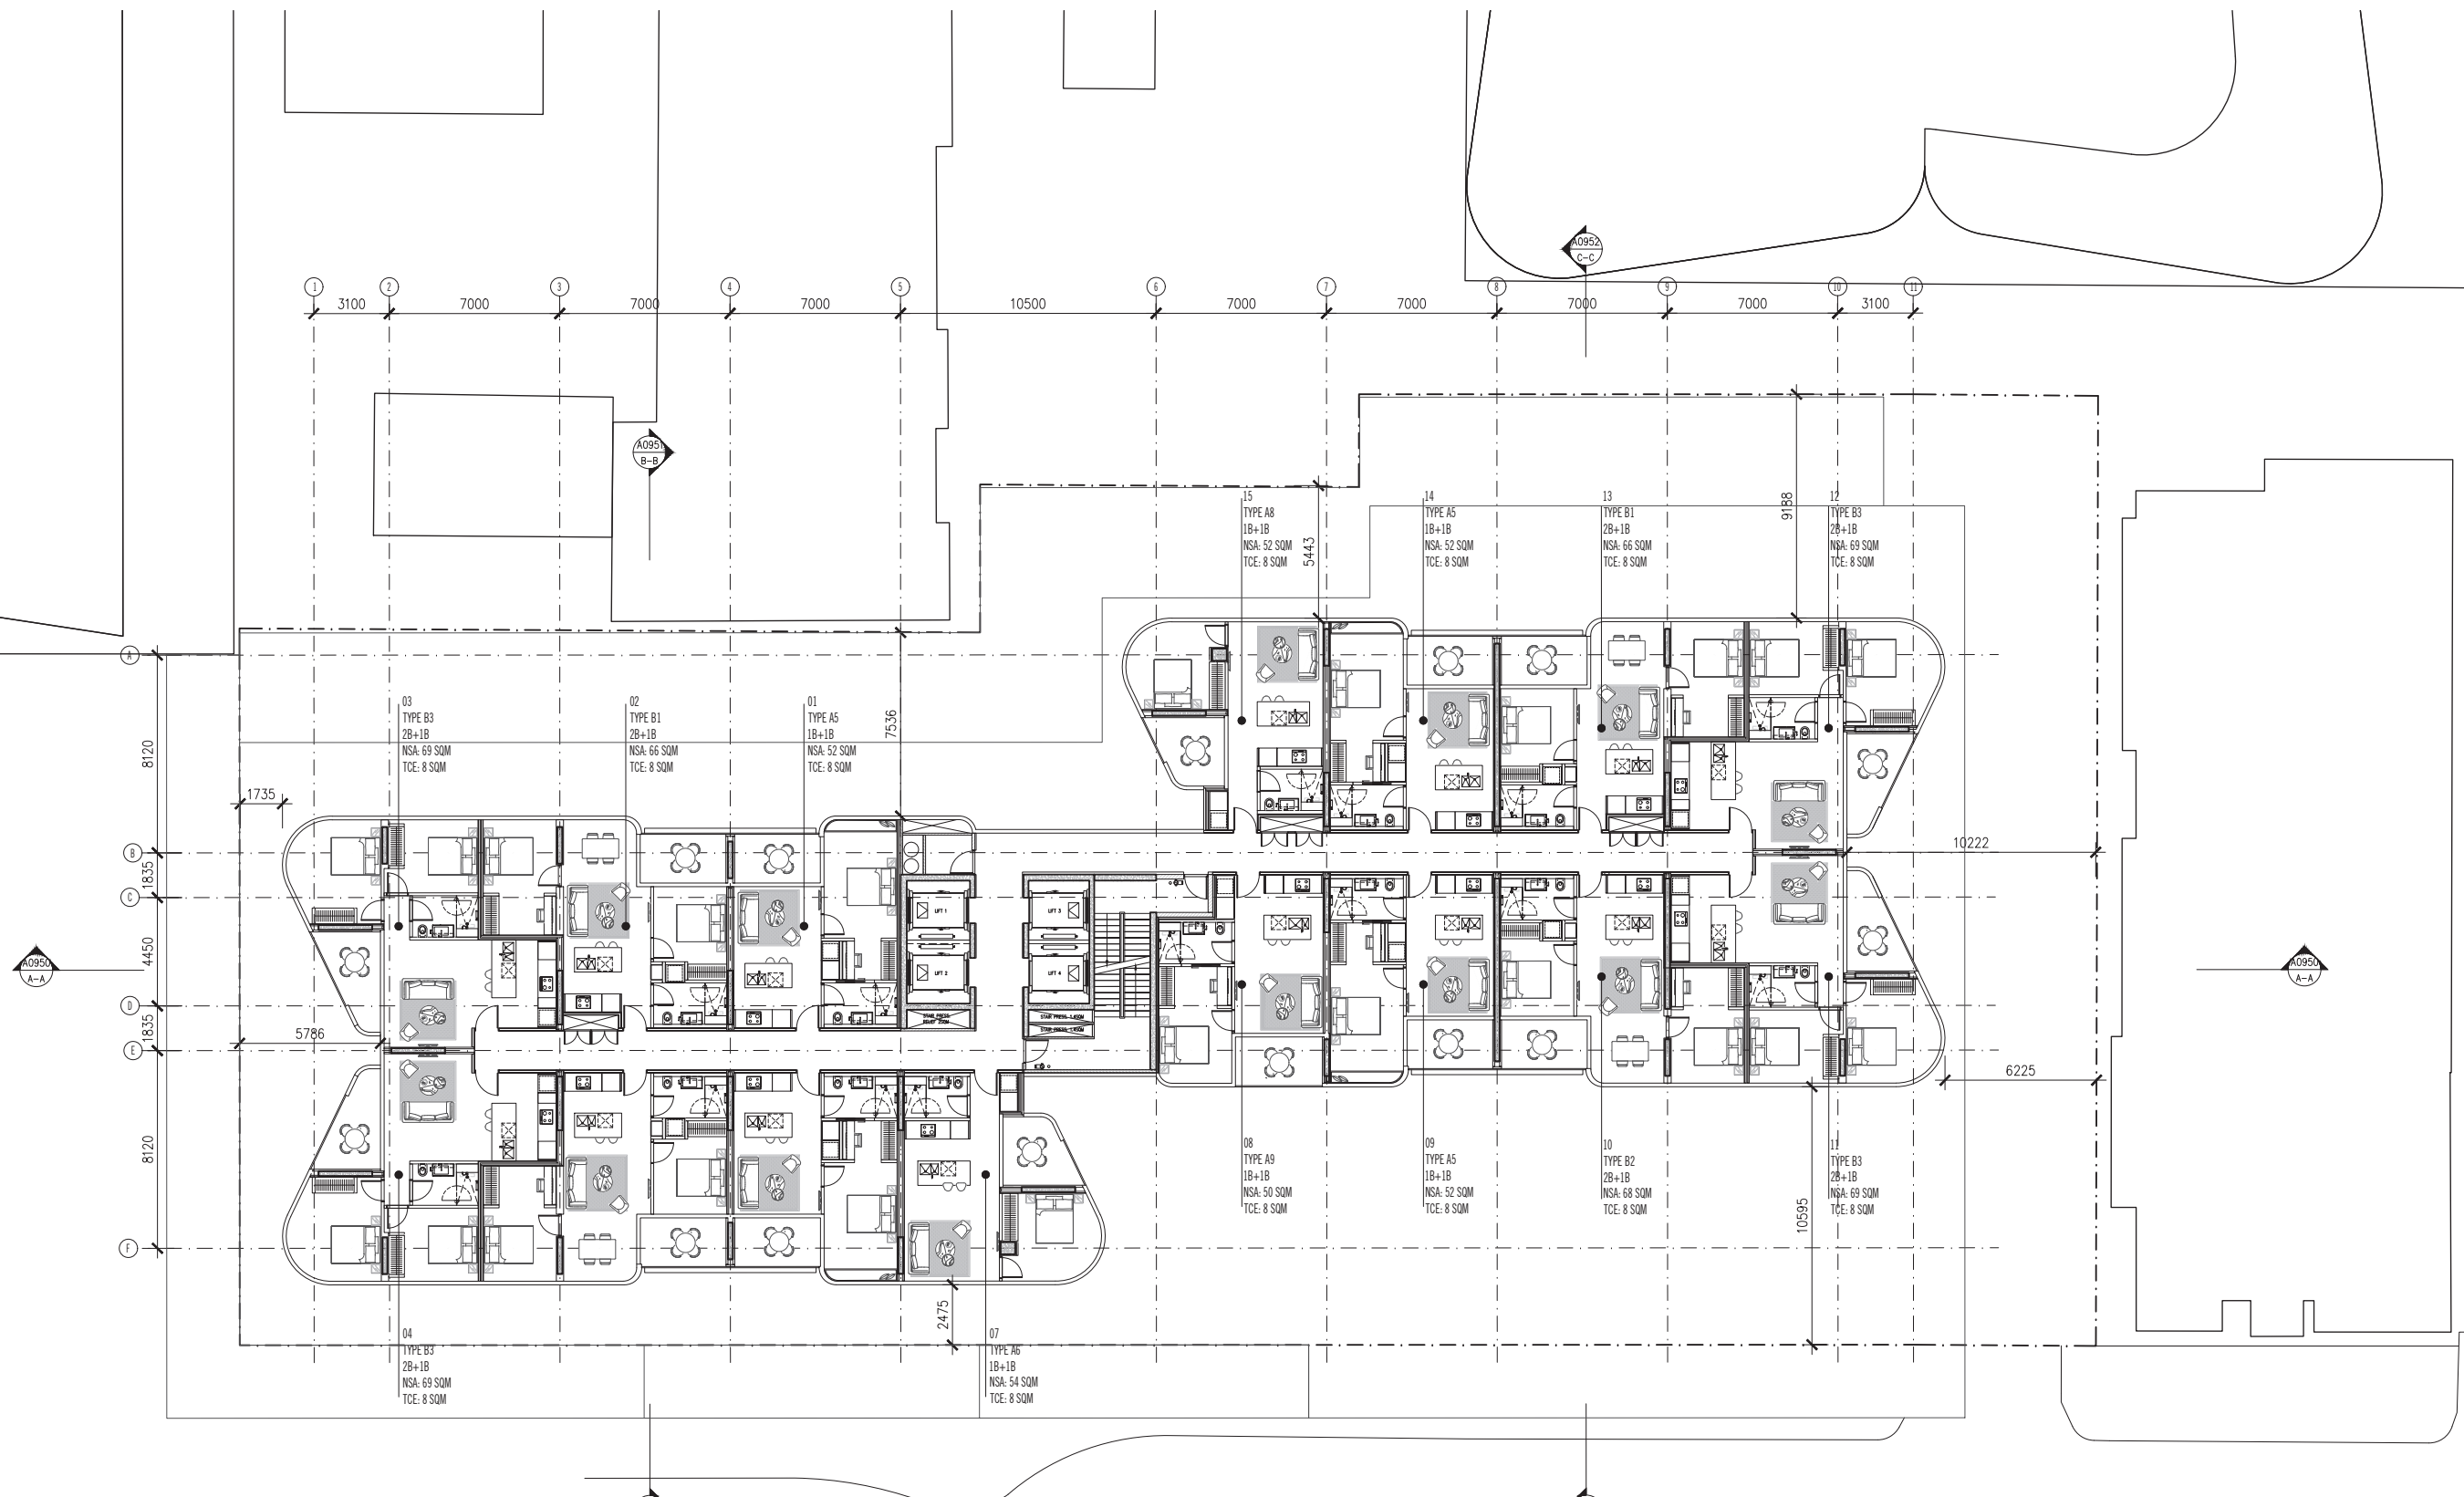 A0952
C-C
1
2
3
4
5
6
7
8
9
10
11
3100
7000
7000
7000
10500
7000
7000
7000
7000
3100
A0951
B-B
15
TYPE A8
1B+1B
NSA: 52 SQM
TCE: 8 SQM
5443
14
TYPE A5
1B+1B
NSA: 52 SQM
TCE: 8 SQM
13
TYPE B1
2B+1B
NSA: 66 SQM
TCE: 8 SQM
9188
12
TYPE B3
2B+1B
NSA: 69 SQM
TCE: 8 SQM
A
03
TYPE B3
2B+1B
NSA: 69 SQM
TCE: 8 SQM
02
TYPE B1
2B+1B
NSA: 66 SQM
TCE: 8 SQM
01
TYPE A5
1B+1B
NSA: 52 SQM
TCE: 8 SQM
7536
8120
1735
B
10222
1835
C
LIFT 1
LIFT 3
4450
A0950
A-A
LIFT 2
LIFT 4
A0950
A-A
D
STAIR PRESS
STAIR PRESS
1835
5786
E
6225
8120
08
TYPE A9
1B+1B
NSA: 50 SQM
TCE: 8 SQM
09
TYPE A5
1B+1B
NSA: 52 SQM
TCE: 8 SQM
10
TYPE B2
2B+1B
NSA: 68 SQM
TCE: 8 SQM
10595
11
TYPE B3
2B+1B
NSA: 69 SQM
TCE: 8 SQM
F
2475
04
TYPE B3
2B+1B
NSA: 69 SQM
TCE: 8 SQM
07
TYPE A6
1B+1B
NSA: 54 SQM
TCE: 8 SQM